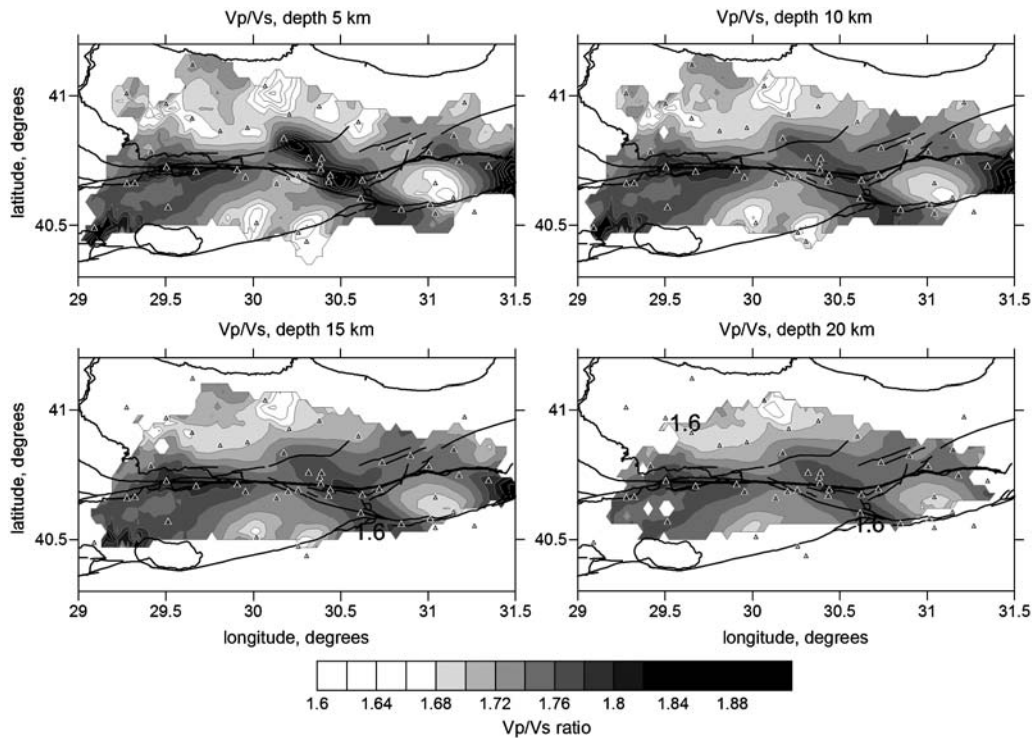 Vp/Vs, depth 5 km
Vp/Vs, depth 10 km
latitude, degrees
41
40.5
41
40.5
29 29.5 30 30.5 31 31.5
29 29.5 30 30.5 31 31.5
Vp/Vs, depth 15 km
Vp/Vs, depth 20 km
latitude, degrees
41
40.5
1.6
41
40.5
1.6
1.6
29 29.5 30 30.5 31 31.5
29 29.5 30 30.5 31 31.5
longitude, degrees
longitude, degrees
1.6 1.64 1.68 1.72 1.76 1.8 1.84 1.88
Vp/Vs ratio